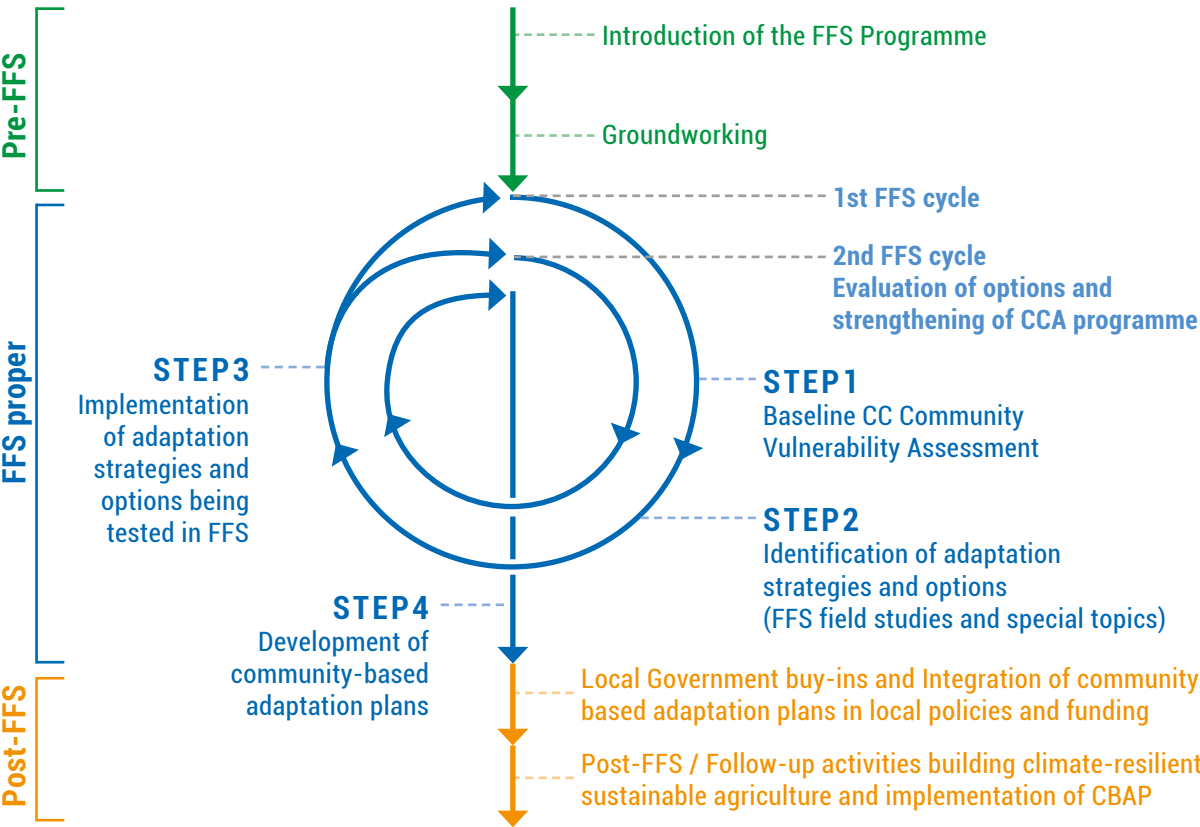 Pre-FFS
Introduction of the FFS Programme
Groundworking
FFS proper
1st FFS cycle
2nd FFS cycle
Evaluation of options and
strengthening of CCA programme
STEP1
Baseline CC Community
Vulnerability Assessment
STEP2
Identification of adaptation
strategies and options
(FFS field studies and special topics)
STEP3
Implementation
of adaptation
strategies and
options being
tested in FFS
STEP4
Development of
community-based
adaptation plans
Post-FFS
Local Government buy-ins and Integration of community
based adaptation plans in local policies and funding
Post-FFS / Follow-up activities building climate-resilient
sustainable agriculture and implementation of CBAP